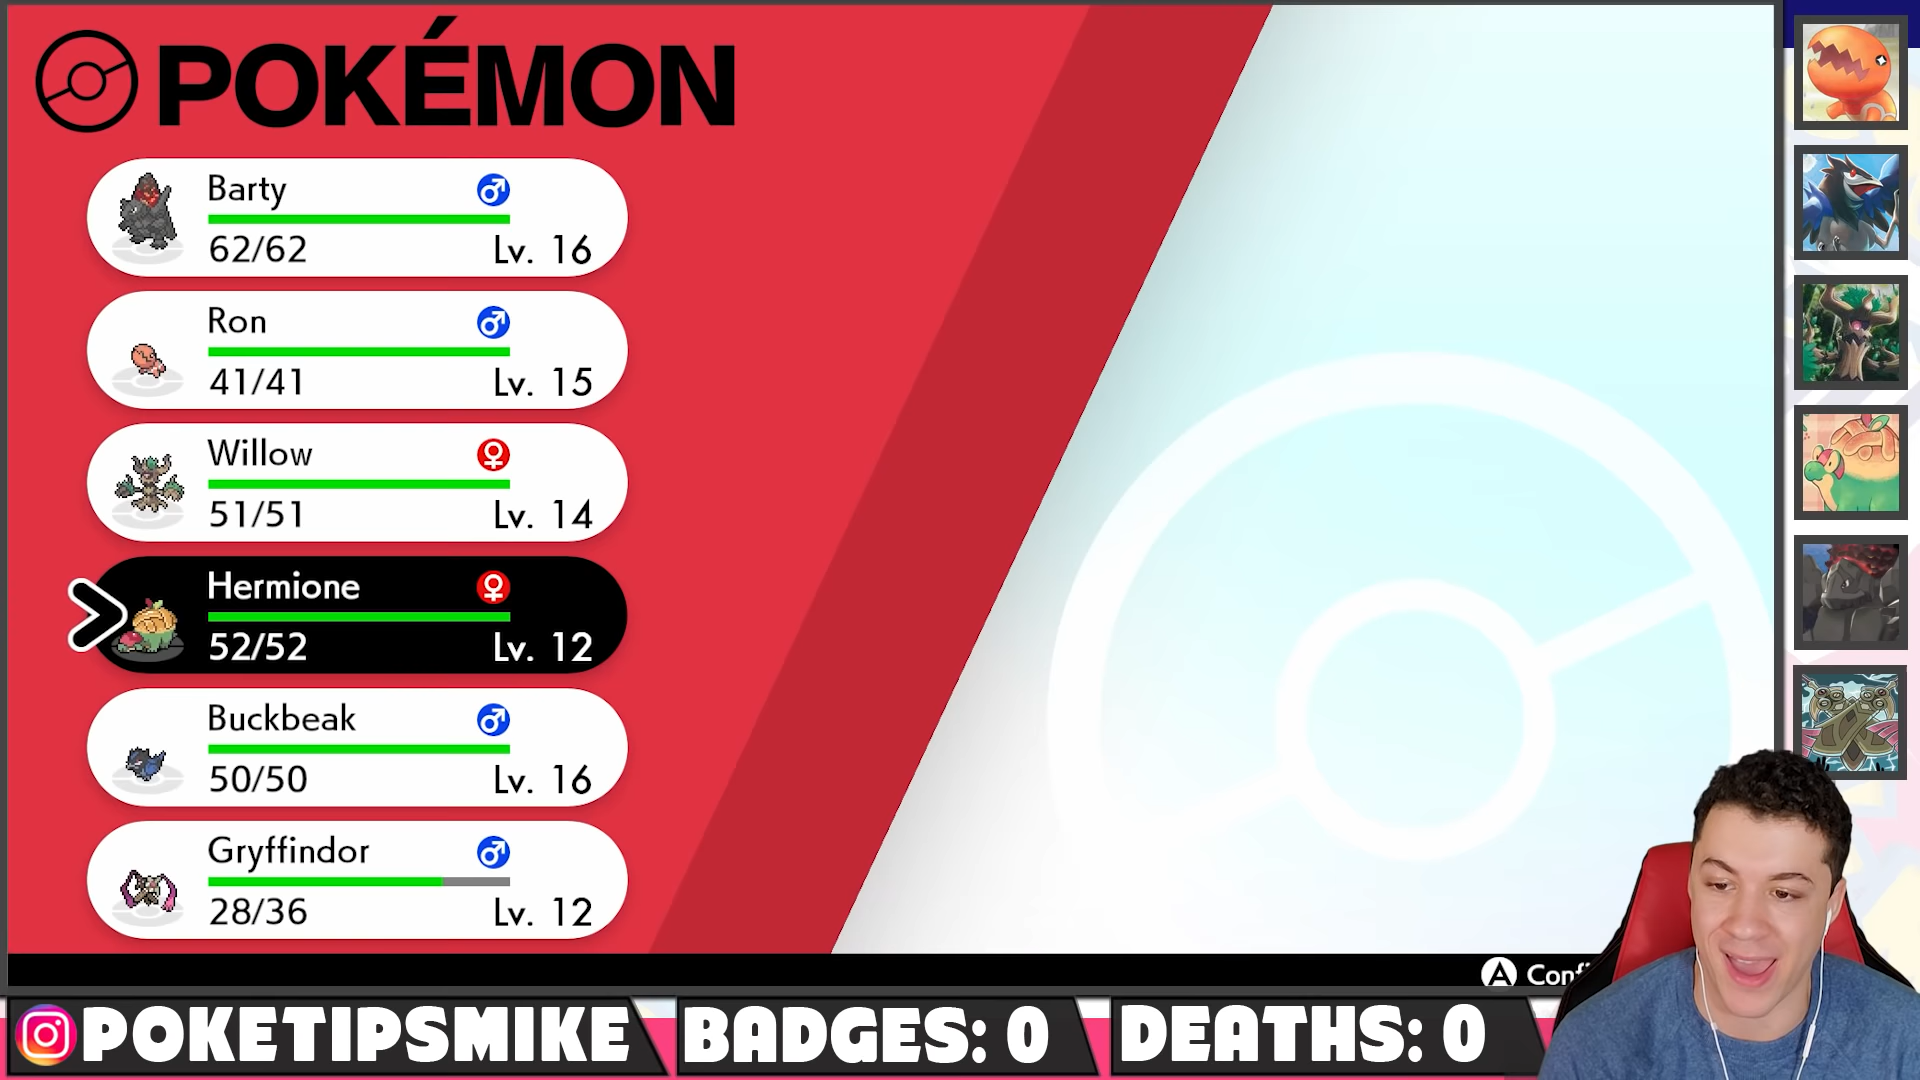 POKÉMON
Barty ♂
62/62 Lv. 16
Ron ♂
41/41 Lv. 15
Willow ♀
51/51 Lv. 14
Hermione ♀
52/52 Lv. 12
Buckbeak ♂
50/50 Lv. 16
Gryffindor ♂
28/36 Lv. 12
A
POKETIPSMIKE
BADGES: 0
DEATHS: 0